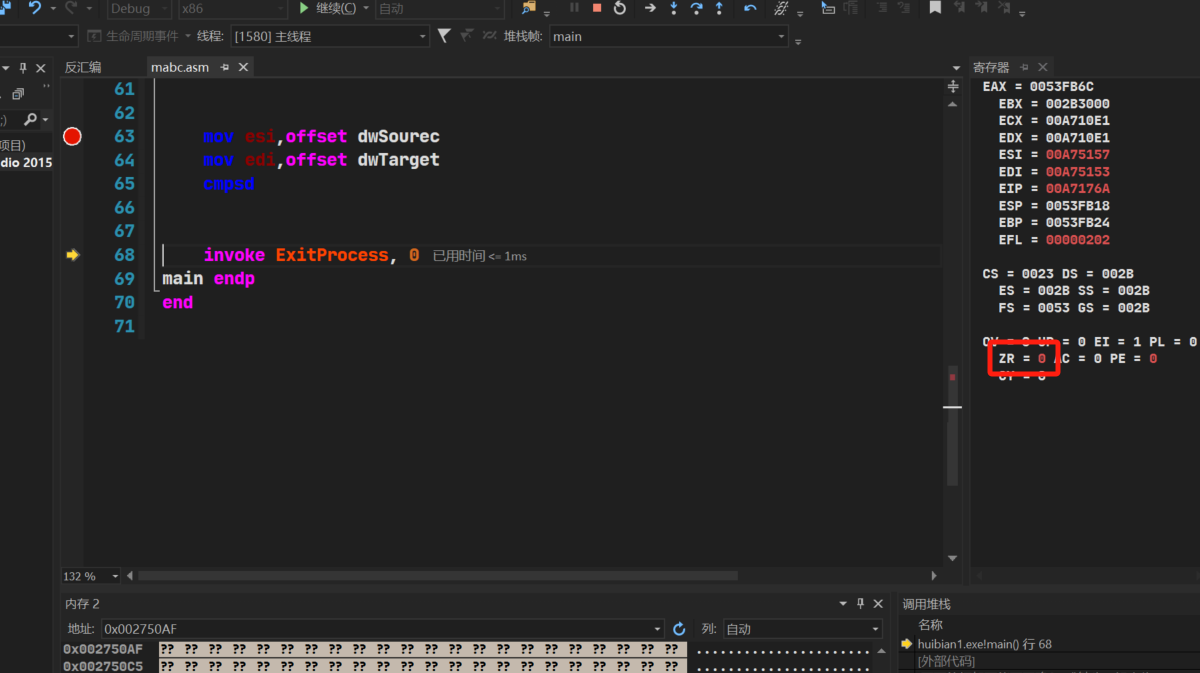 Debug x86 继续(C) 自动
生命周期事件 线程: [1580] 主线程 堆栈帧: main
反汇编 mabc.asm
61
62
63 mov esi,offset dwSourec
64 mov edi,offset dwTarget
65 cmpsd
66
67
68 invoke ExitProcess, 0 已用时间 <= 1ms
69 main endp
70 end
71
132 %
项目)
dio 2015
寄存器
EAX = 0053FB6C
EBX = 002B3000
ECX = 00A710E1
EDX = 00A710E1
ESI = 00A75157
EDI = 00A75153
EIP = 00A7176A
ESP = 0053FB18
EBP = 0053FB24
EFL = 00000202
CS = 0023 DS = 002B
ES = 002B SS = 002B
FS = 0053 GS = 002B
= 0 EI = 1 PL = 0
ZR = 0 AC = 0 PE = 0
内存 2
地址: 0x002750AF 列: 自动
0x002750AF ?? ?? ?? ?? ?? ?? ?? ?? ?? ?? ?? ?? ?? ?? ?? ?? ?? ?? ?? ?? ?? ?? ......................
0x002750C5 ?? ?? ?? ?? ?? ?? ?? ?? ?? ?? ?? ?? ?? ?? ?? ?? ?? ?? ?? ?? ?? ?? ......................
调用堆栈
名称
huibian1.exe!main() 行 68
[外部代码]